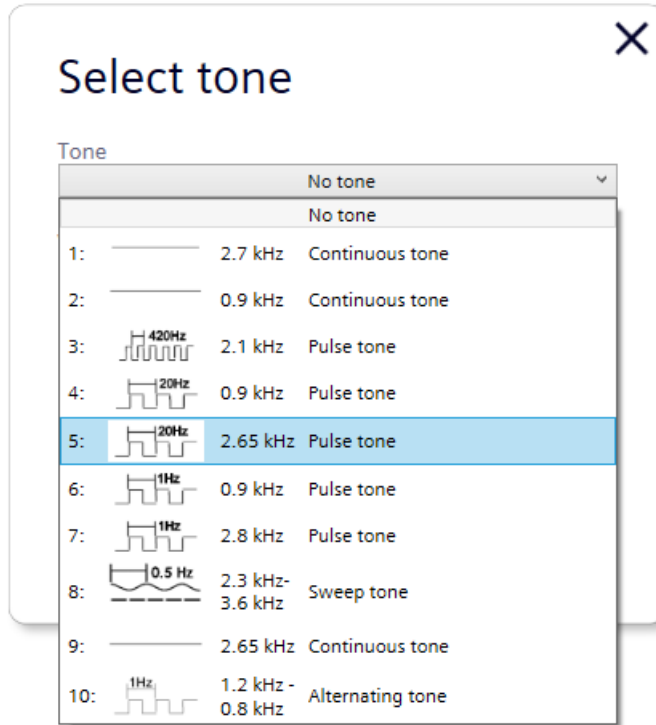 Select tone
Tone
No tone
No tone
1: 2.7 kHz Continuous tone
2: 0.9 kHz Continuous tone
3: 420Hz 2.1 kHz Pulse tone
4: 20Hz 0.9 kHz Pulse tone
5: 20Hz 2.65 kHz Pulse tone
6: 1Hz 0.9 kHz Pulse tone
7: 1Hz 2.8 kHz Pulse tone
8: 0.5 Hz 2.3 kHz-
3.6 kHz Sweep tone
9: 2.65 kHz Continuous tone
10: 1Hz 1.2 kHz -
0.8 kHz Alternating tone